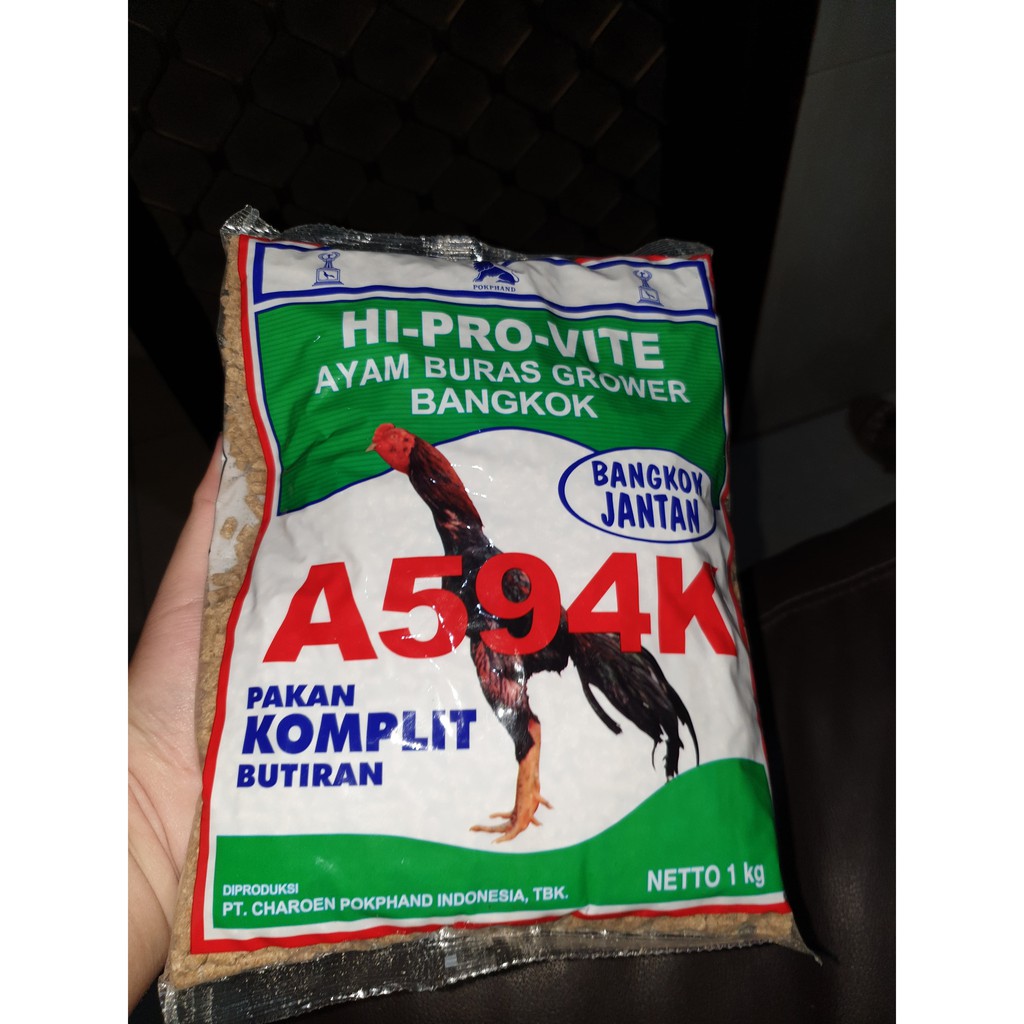 POKPHAND
HI-PRO-VITE
AYAM BURAS GROWER
BANGKOK
BANGKOK
JANTAN
A594K
PAKAN
KOMPLIT
BUTIRAN
DIPRODUKSI
PT. CHAROEN POKPHAND INDONESIA, TBK.
NETTO 1 kg